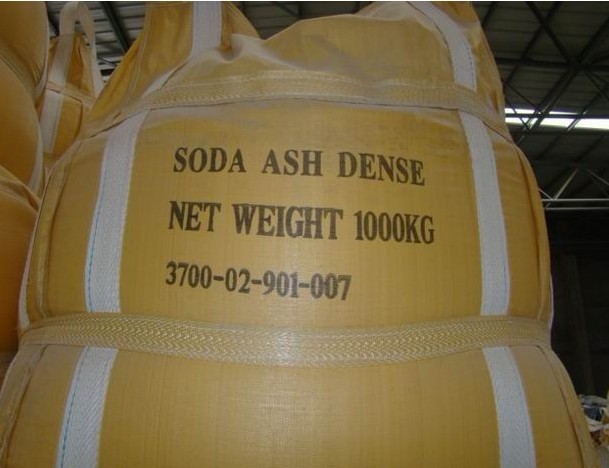 SODA ASH DENSE
NET WEIGHT 1000KG
3700-02-901-007